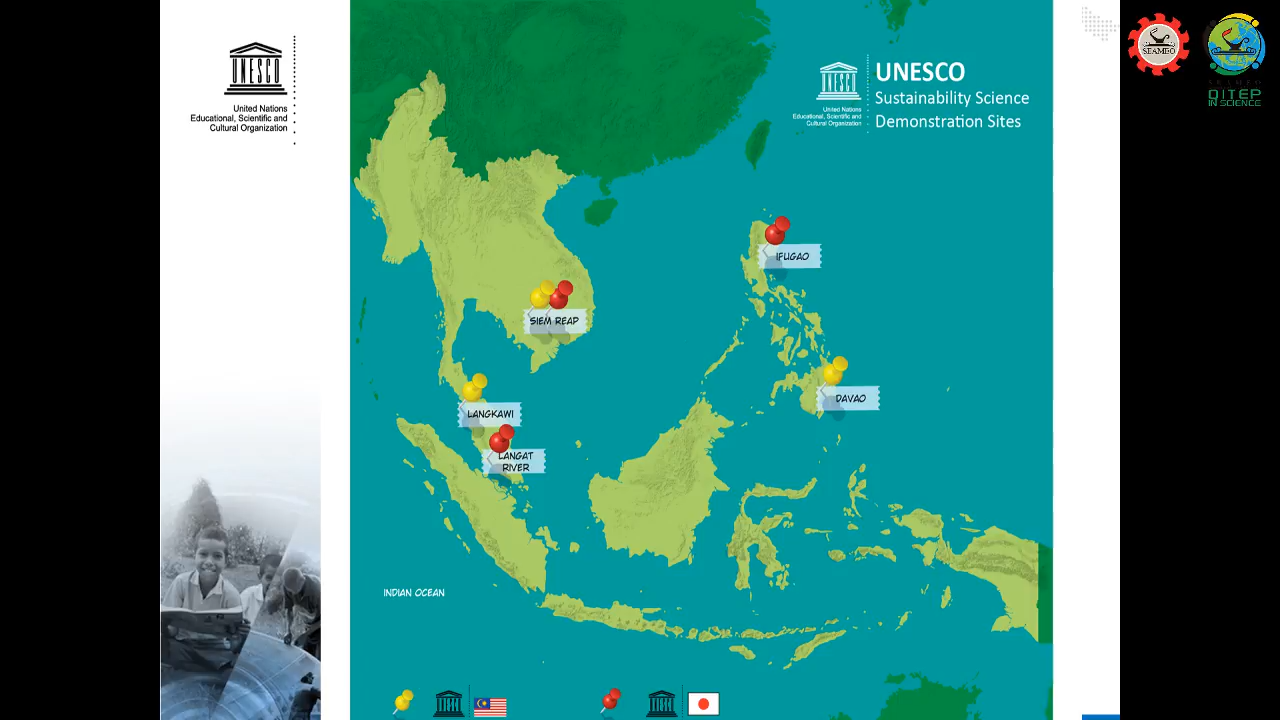 UNESCO
United Nations
Educational, Scientific and
Cultural Organization
UNESCO
United Nations
Educational, Scientific and
Cultural Organization
UNESCO
Sustainability Science
Demonstration Sites
SEAMEO
SEAMEO
QITEP
IN SCIENCE
IFUGAO
SIEM REAP
DAVAO
LANGKAWI
LANGAT
RIVER
INDIAN OCEAN